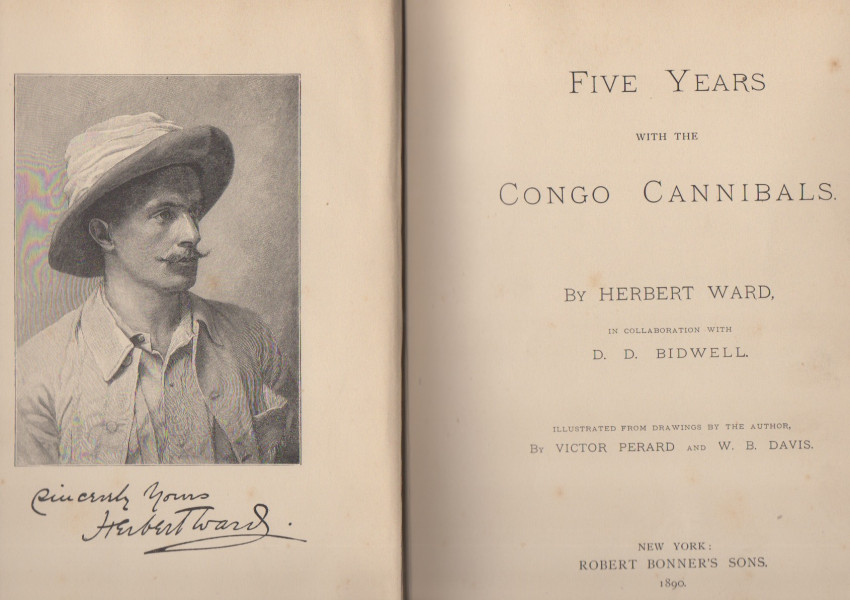 Sincerely Yours
Herbert Ward.
FIVE YEARS
WITH THE
CONGO CANNIBALS.
BY HERBERT WARD,
IN COLLABORATION WITH
D. D. BIDWELL.
ILLUSTRATED FROM DRAWINGS BY THE AUTHOR,
BY VICTOR PERARD AND W. B. DAVIS.
NEW YORK:
ROBERT BONNER'S SONS.
1890.